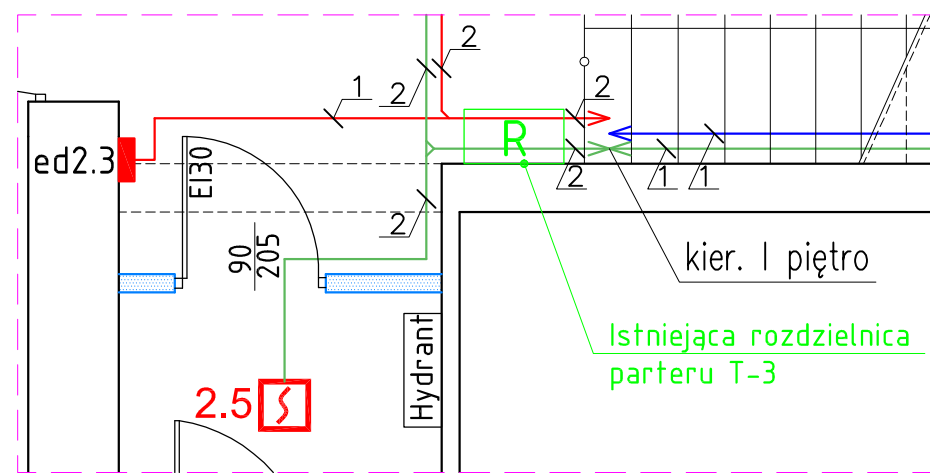 2
1
2
2
ed2.3
EI30
R
2
1
1
2
90
205
kier. I piętro
Istniejąca rozdzielnica
parteru T-3
Hydrant
2.5